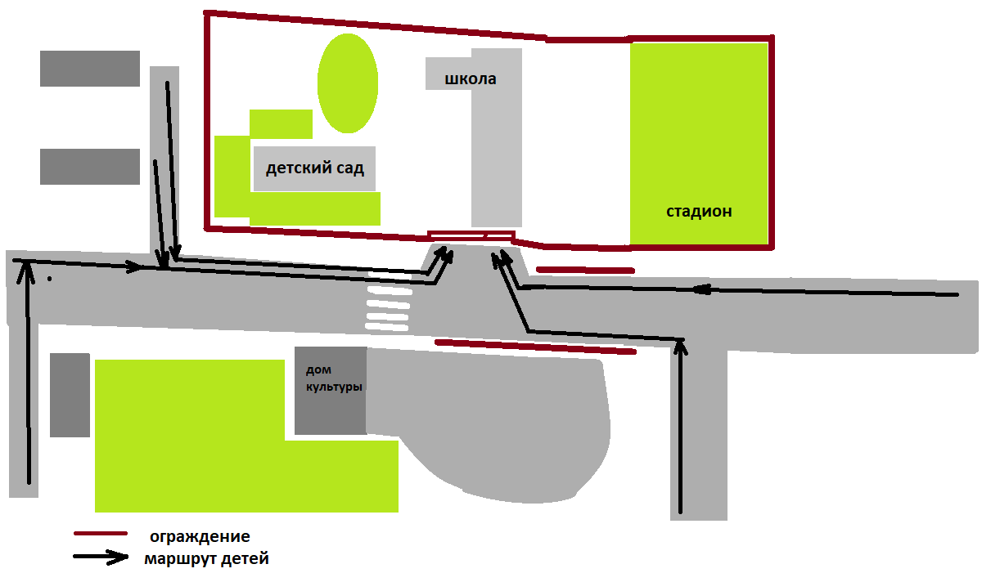 школа
детский сад
стадион
дом
культуры
ограждение
маршрут детей